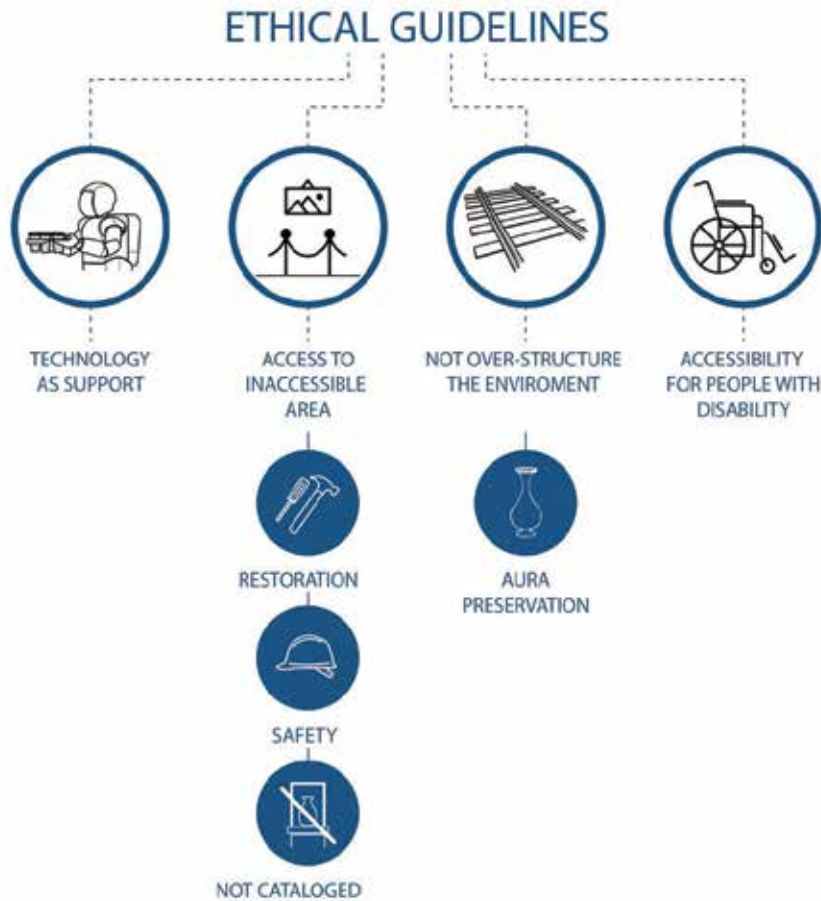 ETHICAL GUIDELINES
TECHNOLOGY
AS SUPPORT
ACCESS TO
INACCESSIBLE
AREA
NOT OVER-STRUCTURE
THE ENVIROMENT
ACCESSIBILITY
FOR PEOPLE WITH
DISABILITY
RESTORATION
SAFETY
NOT CATALOGED
AURA
PRESERVATION